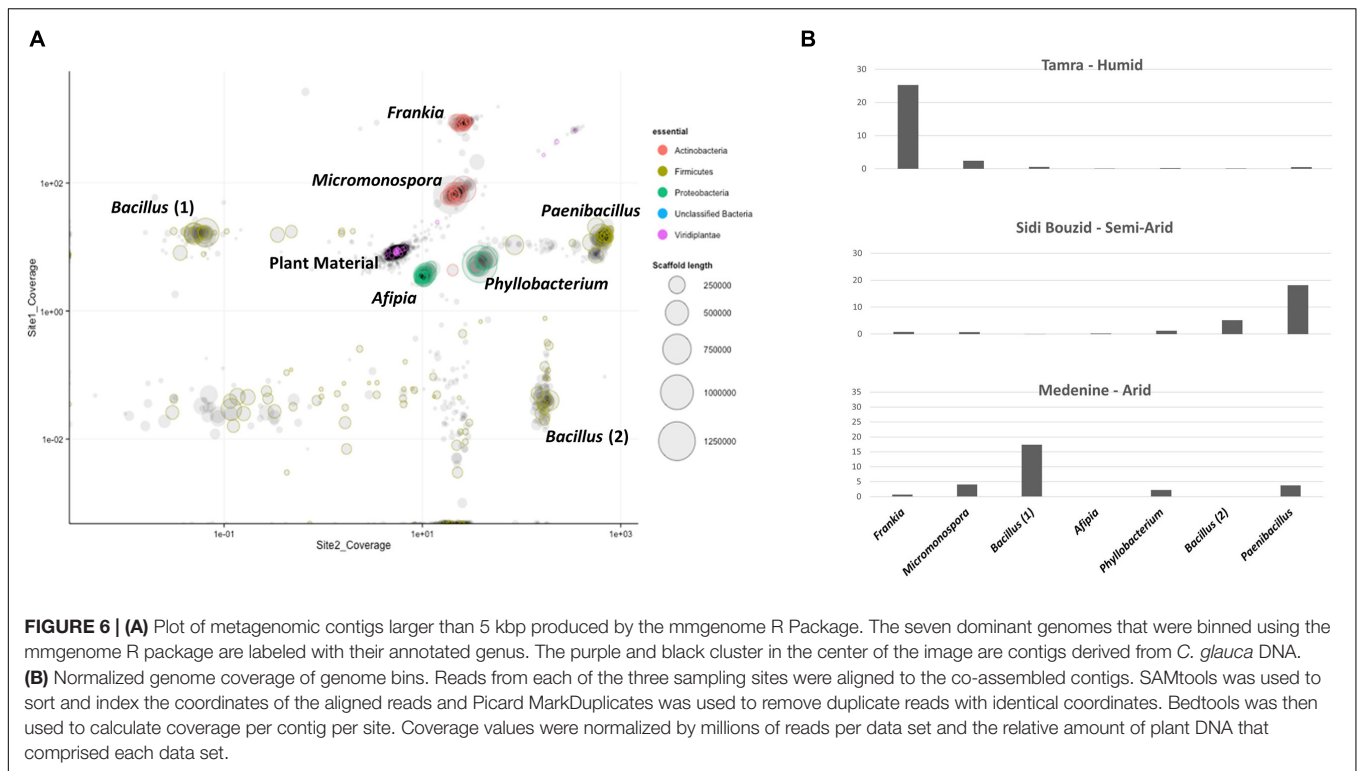 A
Frankia
Micromonospora
Bacillus (1)
Paenibacillus
Plant Material
Afipia
Phyllobacterium
Bacillus (2)
Site1_Coverage
1e+02
1e+00
1e-02
1e-01
1e+01
1e+03
Site2_Coverage
essential
Actinobacteria
Firmicutes
Proteobacteria
Unclassified Bacteria
Viridiplantae
Scaffold length
250000
500000
750000
1000000
1250000
B
Tamra - Humid
30
20
10
0
Sidi Bouzid - Semi-Arid
30
20
10
0
Medenine - Arid
35
30
25
20
15
10
5
0
Frankia
Micromonospora
Bacillus (1)
Afipia
Phyllobacterium
Bacillus (2)
Paenibacillus
FIGURE 6 | (A) Plot of metagenomic contigs larger than 5 kbp produced by the mmgenome R Package. The seven dominant genomes that were binned using the
mmgenome R package are labeled with their annotated genus. The purple and black cluster in the center of the image are contigs derived from C. glauca DNA.
(B) Normalized genome coverage of genome bins. Reads from each of the three sampling sites were aligned to the co-assembled contigs. SAMtools was used to
sort and index the coordinates of the aligned reads and Picard MarkDuplicates was used to remove duplicate reads with identical coordinates. Bedtools was then
used to calculate coverage per contig per site. Coverage values were normalized by millions of reads per data set and the relative amount of plant DNA that
comprised each data set.